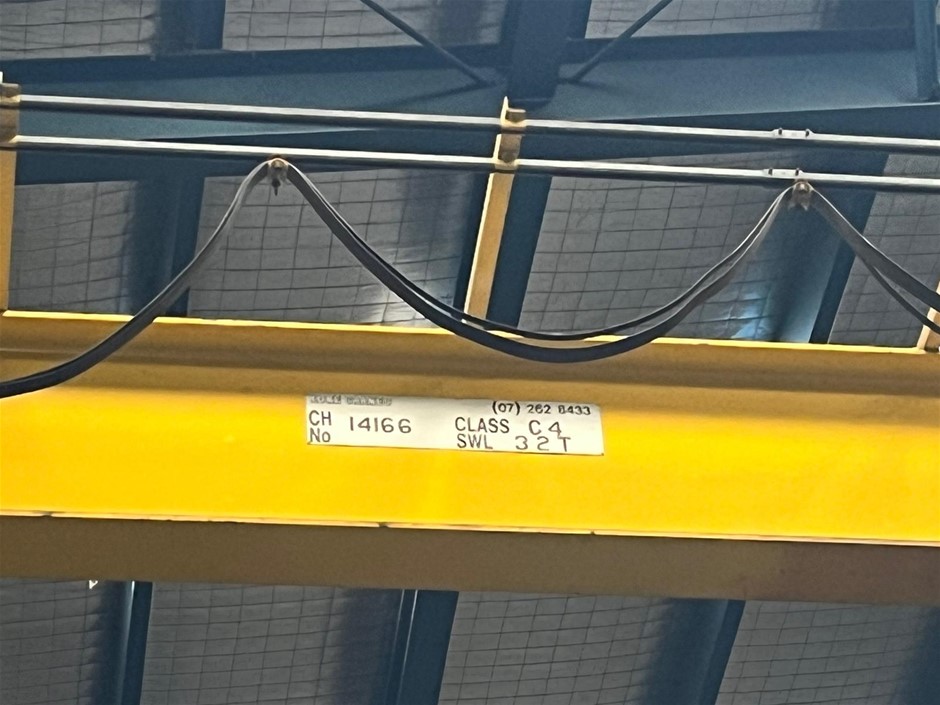 (07) 262 8433
CH No 14166 CLASS C4
SWL 32T